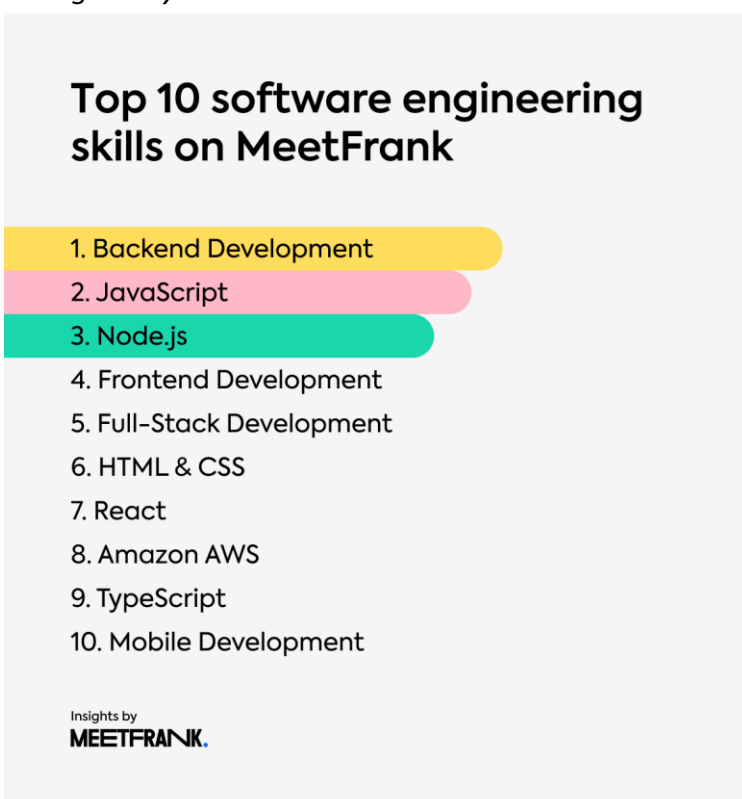 Top 10 software engineering
skills on MeetFrank
1. Backend Development
2. JavaScript
3. Node.js
4. Frontend Development
5. Full-Stack Development
6. HTML & CSS
7. React
8. Amazon AWS
9. TypeScript
10. Mobile Development
Insights by
MEETFRANK.